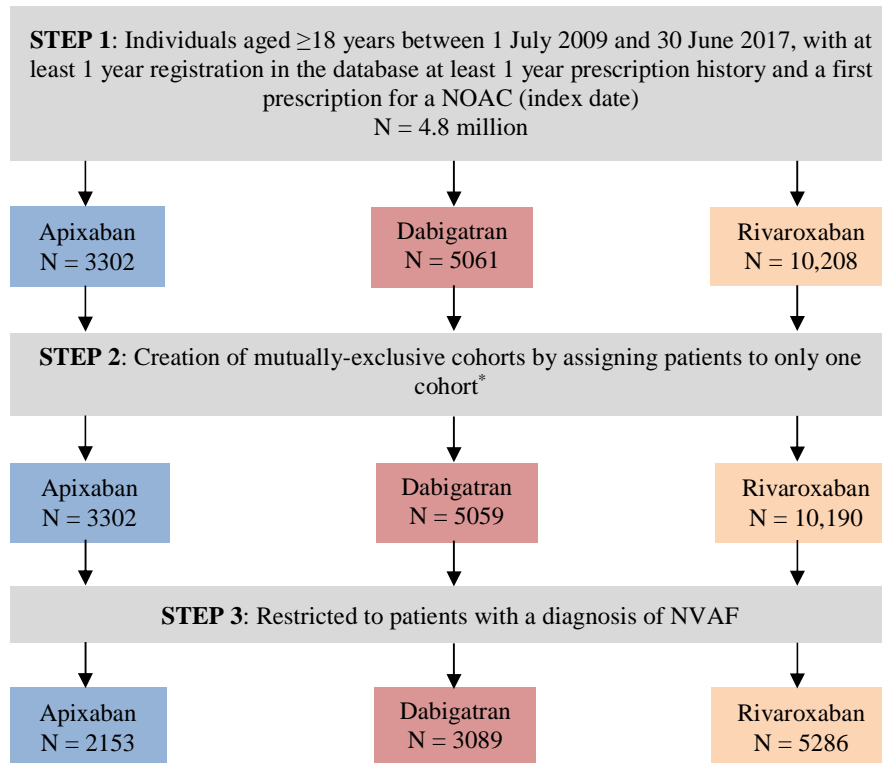 STEP 1: Individuals aged ≥18 years between 1 July 2009 and 30 June 2017, with at
least 1 year registration in the database at least 1 year prescription history and a first
prescription for a NOAC (index date)
N = 4.8 million
Apixaban
N = 3302
Dabigatran
N = 5061
Rivaroxaban
N = 10,208
STEP 2: Creation of mutually-exclusive cohorts by assigning patients to only one
cohort*
Apixaban
N = 3302
Dabigatran
N = 5059
Rivaroxaban
N = 10,190
STEP 3: Restricted to patients with a diagnosis of NVAF
Apixaban
N = 2153
Dabigatran
N = 3089
Rivaroxaban
N = 5286